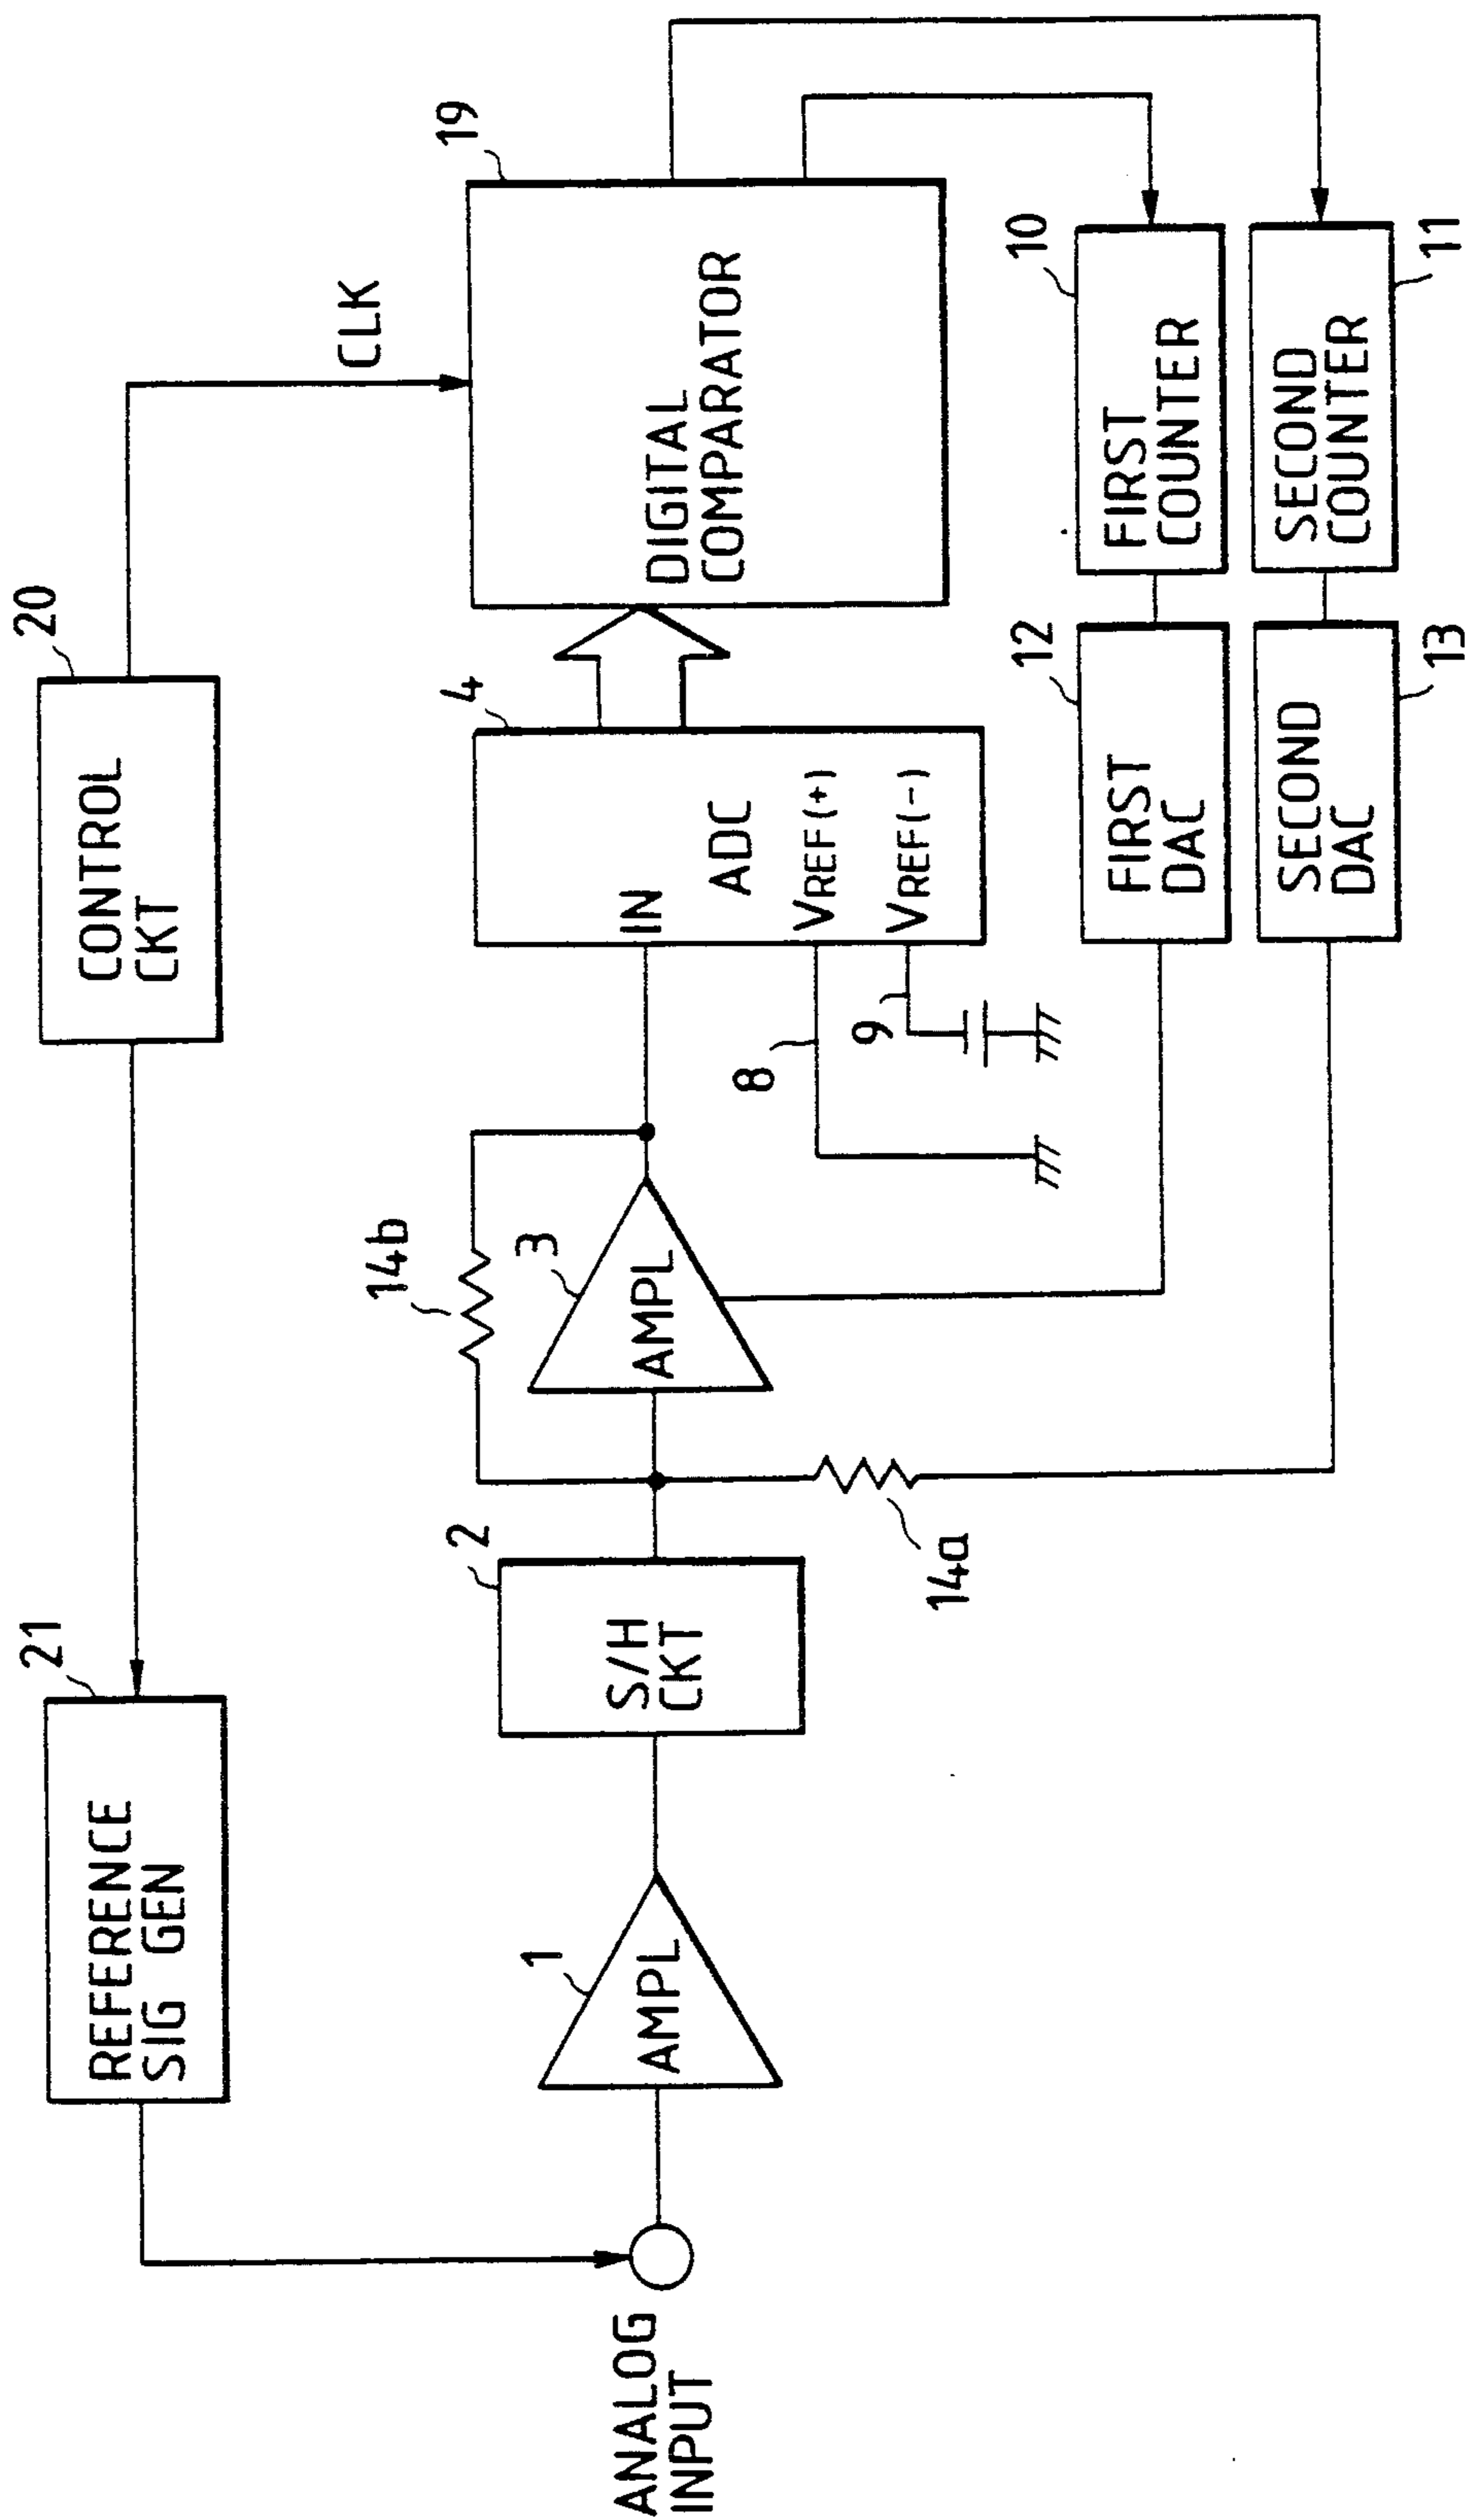 21
REFERENCE
SIG GEN
20
CONTROL
CKT
CLK
ANALOG
INPUT
1
AMPL
2
S/H
CKT
14b
3
AMPL
14a
4
IN
ADC
VREF(+)
VREF(-)
8
9
19
DIGITAL
COMPARATOR
12
FIRST
DAC
10
FIRST
COUNTER
SECOND
DAC
13
SECOND
COUNTER
11